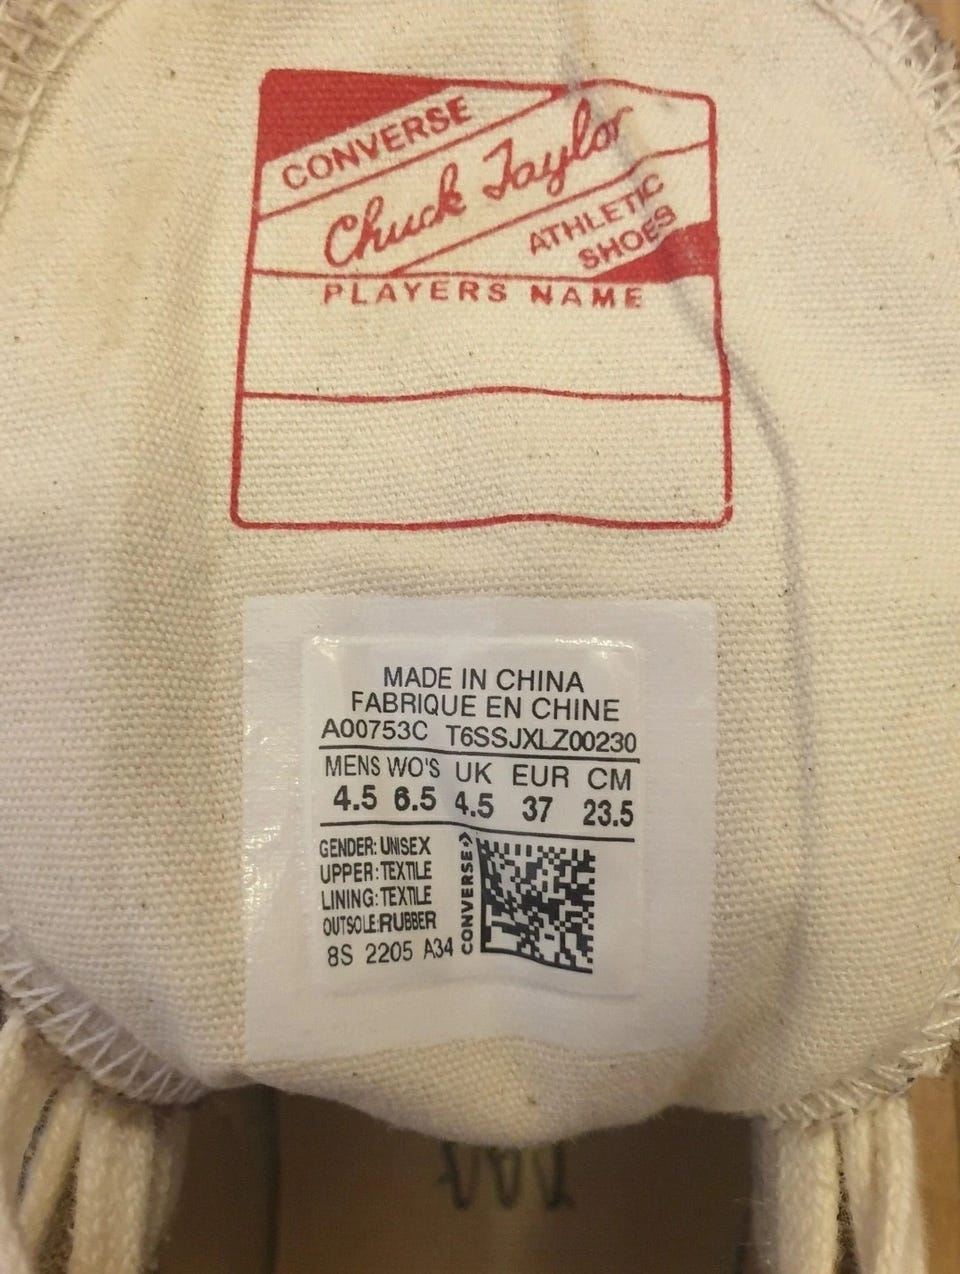 CONVERSE
Chuck Taylor
ATHLETIC
SHOES
PLAYERS NAME
MADE IN CHINA
FABRIQUE EN CHINE
A00753C T6SSJXLZ00230
MENS WO'S UK EUR CM
4.5 6.5 4.5 37 23.5
GENDER: UNISEX
UPPER: TEXTILE
LINING: TEXTILE
OUTSOLE: RUBBER
8S 2205 A34
CONVERSE